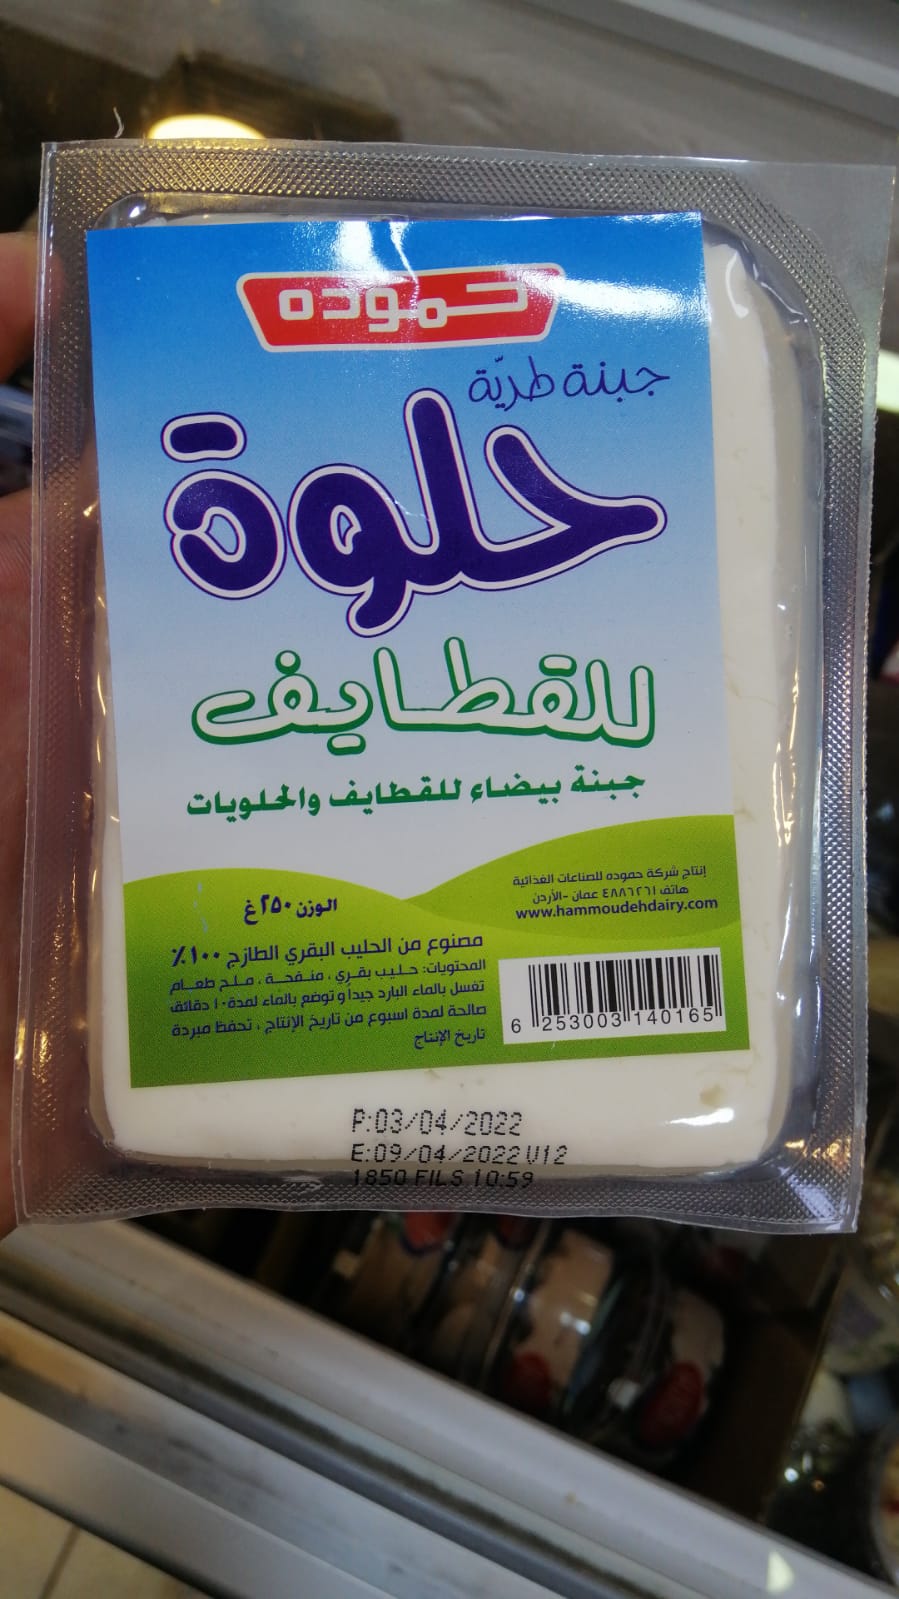 حموده
جبنة طريّة
حلوة
للقطايف
جبنة بيضاء للقطايف والحلويات
إنتاج شركة حموده للصناعات الغذائية
هاتف ٤٨٨٦٢٦١ عمان -الأردن
www.hammoudehdairy.com
الوزن ٢٥٠ غ
مصنوع من الحليب البقري الطازج ١٠٠٪
المحتويات: حليب بقري ، منفحة ، ملح طعام
تغسل بالماء البارد جيداً و توضع بالماء لمدة ١٠ دقائق
صالحة لمدة اسبوع من تاريخ الإنتاج ، تحفظ مبردة
تاريخ الإنتاج
6 253003 140165
P:03/04/2022
E:09/04/2022 V12
1850 FILS 10:59